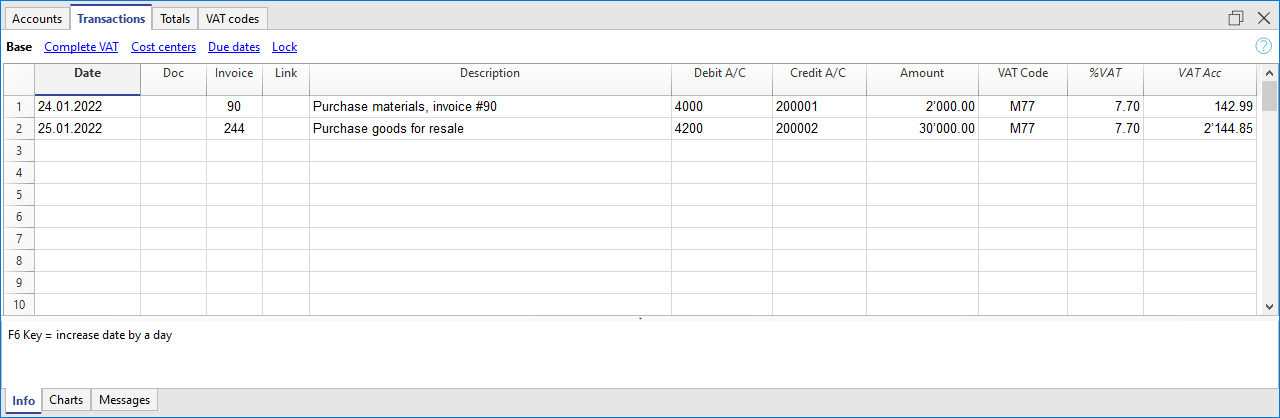 Accounts Transactions Totals VAT codes
Base Complete VAT Cost centers Due dates Lock ?
Date Doc Invoice Link Description Debit A/C Credit A/C Amount VAT Code %VAT VAT Acc
1 24.01.2022 90 Purchase materials, invoice #90 4000 200001 2'000.00 M77 7.70 142.99
2 25.01.2022 244 Purchase goods for resale 4200 200002 30'000.00 M77 7.70 2'144.85
3
4
5
6
7
8
9
10
F6 Key = increase date by a day
Info Charts Messages